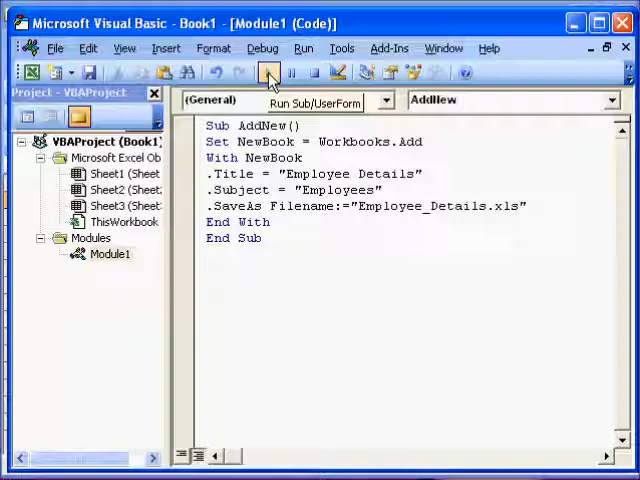 Microsoft Visual Basic - Book1 - [Module1 (Code)]
File Edit View Insert Format Debug Run Tools Add-Ins Window Help
Project - VBAProject
(General)
AddNew
Run Sub/UserForm
VBAProject (Book1)
Microsoft Excel Ob
Sheet1 (Sheet
Sheet2 (Sheet
Sheet3 (Sheet
ThisWorkbook
Modules
Module1
Sub AddNew()
Set NewBook = Workbooks.Add
With NewBook
.Title = "Employee Details"
.Subject = "Employees"
.SaveAs Filename:="Employee_Details.xls"
End With
End Sub